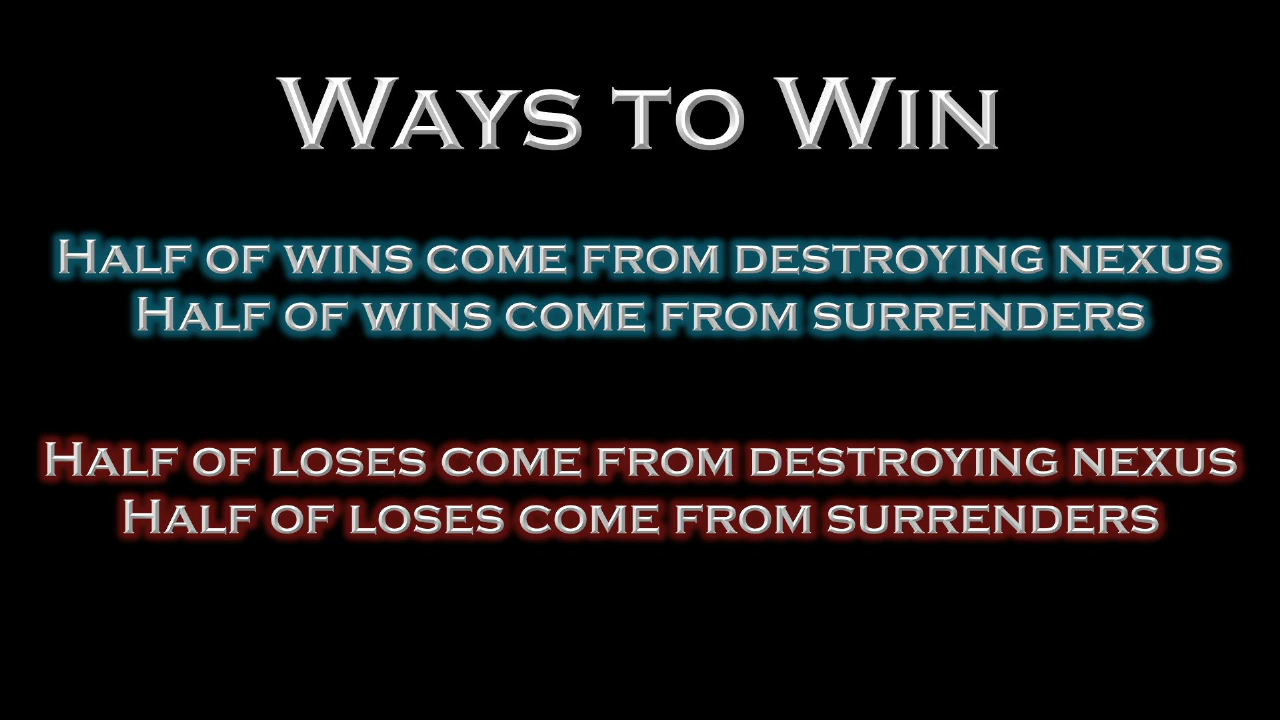 Ways to Win
Half of wins come from destroying nexus
Half of wins come from surrenders
Half of loses come from destroying nexus
Half of loses come from surrenders